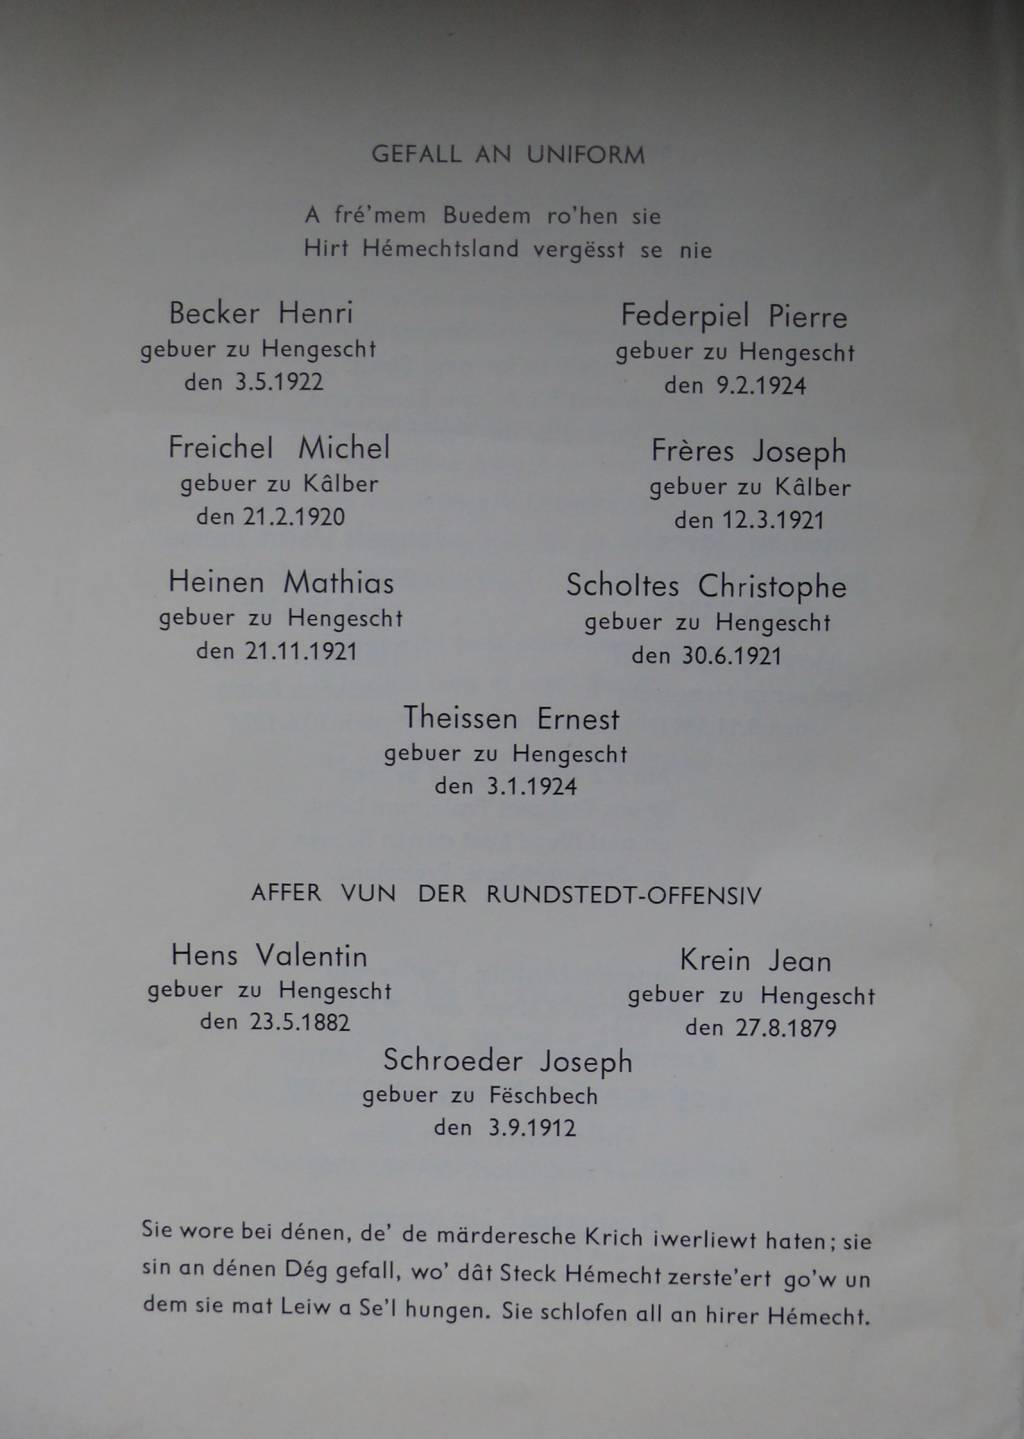 GEFALL AN UNIFORM
A fré'mem Buedem ro'hen sie
Hirt Hémechtsland vergësst se nie
Becker Henri
gebuer zu Hengescht
den 3.5.1922
Federpiel Pierre
gebuer zu Hengescht
den 9.2.1924
Freichel Michel
gebuer zu Kâlber
den 21.2.1920
Frères Joseph
gebuer zu Kâlber
den 12.3.1921
Heinen Mathias
gebuer zu Hengescht
den 21.11.1921
Scholtes Christophe
gebuer zu Hengescht
den 30.6.1921
Theissen Ernest
gebuer zu Hengescht
den 3.1.1924
AFFER VUN DER RUNDSTEDT-OFFENSIV
Hens Valentin
gebuer zu Hengescht
den 23.5.1882
Krein Jean
gebuer zu Hengescht
den 27.8.1879
Schroeder Joseph
gebuer zu Fëschbech
den 3.9.1912
Sie wore bei dénen, de' de märderesche Krich iwerliewt haten; sie
sin an dénen Dég gefall, wo' dât Steck Hémecht zerste'ert go'w un
dem sie mat Leiw a Se'l hungen. Sie schlofen all an hirer Hémecht.